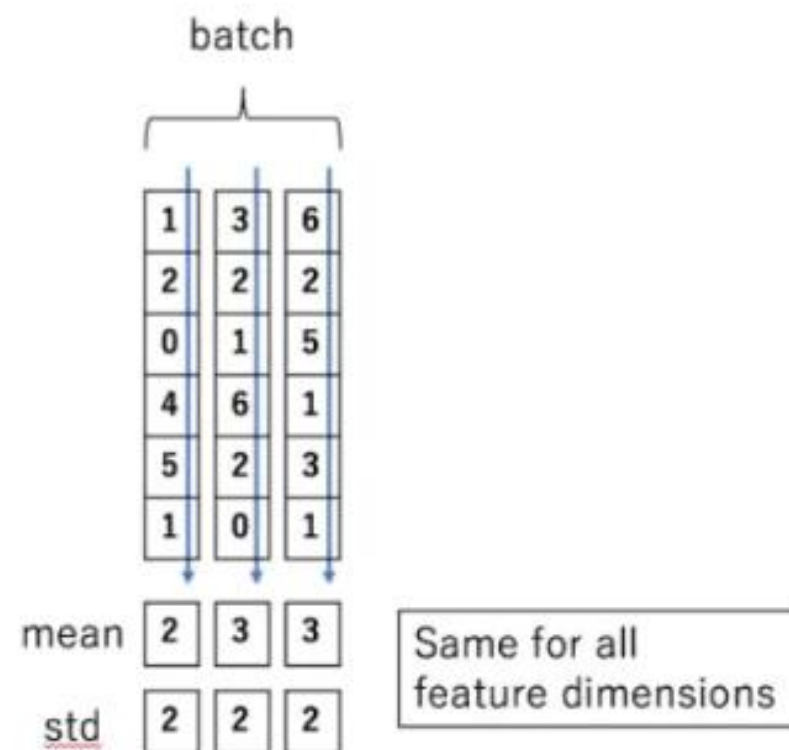 batch
1 3 6
2 2 2
0 1 5
4 6 1
5 2 3
1 0 1
mean 2 3 3
Same for all
feature dimensions
std 2 2 2